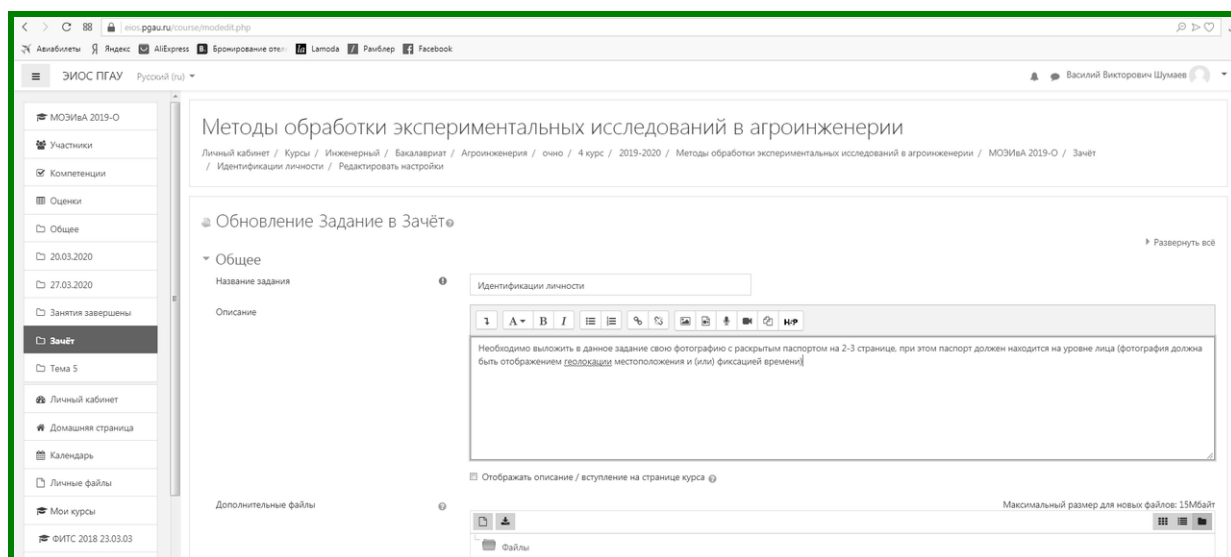 eios.pgau.ru/course/modedit.php
Авиабилеты Яндекс AliExpress Бронирование отел Lamoda Рамблер Facebook
ЭИОС ПГАУ Русский (ru) Василий Викторович Шумаев
МОЭИвА 2019-О
Участники
Компетенции
Оценки
Общее
20.03.2020
27.03.2020
Занятия завершены
Зачёт
Тема 5
Личный кабинет
Домашняя страница
Календарь
Личные файлы
Мои курсы
ФИТС 2018 23.03.03
Методы обработки экспериментальных исследований в агроинженерии
Личный кабинет / Курсы / Инженерный / Бакалавриат / Агроинженерия / очно / 4 курс / 2019-2020 / Методы обработки экспериментальных исследований в агроинженерии / МОЭИвА 2019-О / Зачёт
/ Идентификации личности / Редактировать настройки
Обновление Задание в Зачёт
Развернуть всё
Общее
Название задания
Идентификации личности
Описание
A B I H-P
Необходимо выложить в данное задание свою фотографию с раскрытым паспортом на 2-3 странице, при этом паспорт должен находится на уровне лица (фотография должна
быть отображением геолокации местоположения и (или) фиксацией времени)
Отображать описание / вступление на странице курса
Дополнительные файлы
Максимальный размер для новых файлов: 15Мбайт
Файлы